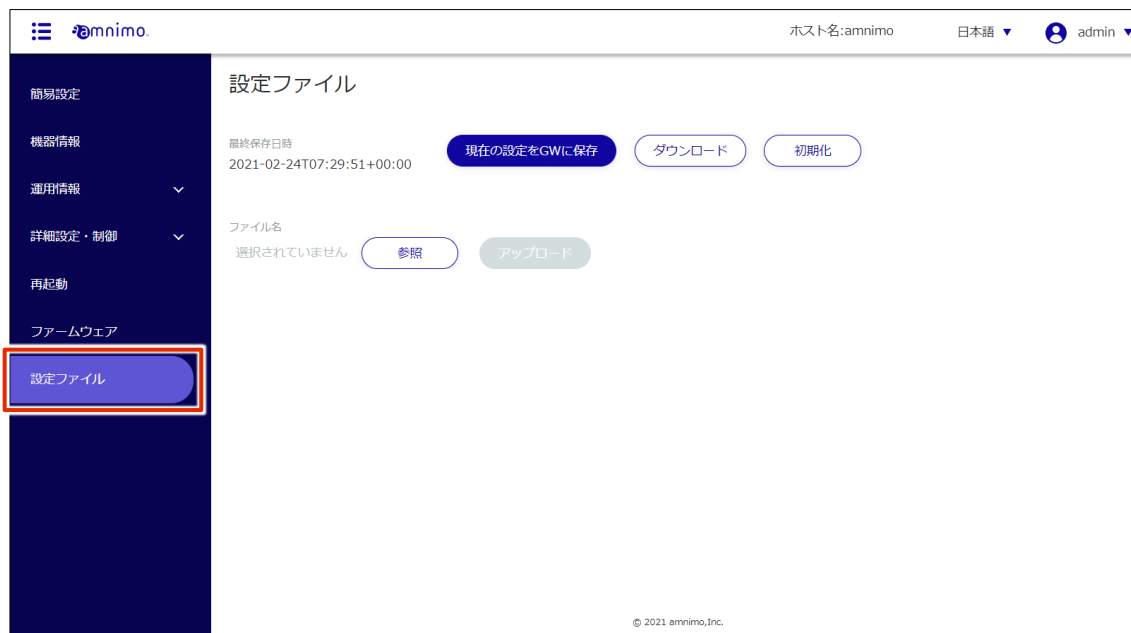 amnimo
ホスト名:amnimo
日本語 ▼
admin ▼
簡易設定
機器情報
運用情報
詳細設定・制御
再起動
ファームウェア
設定ファイル
設定ファイル
最終保存日時
2021-02-24T07:29:51+00:00
現在の設定をGWに保存
ダウンロード
初期化
ファイル名
選択されていません
参照
アップロード
© 2021 amnimo,Inc.